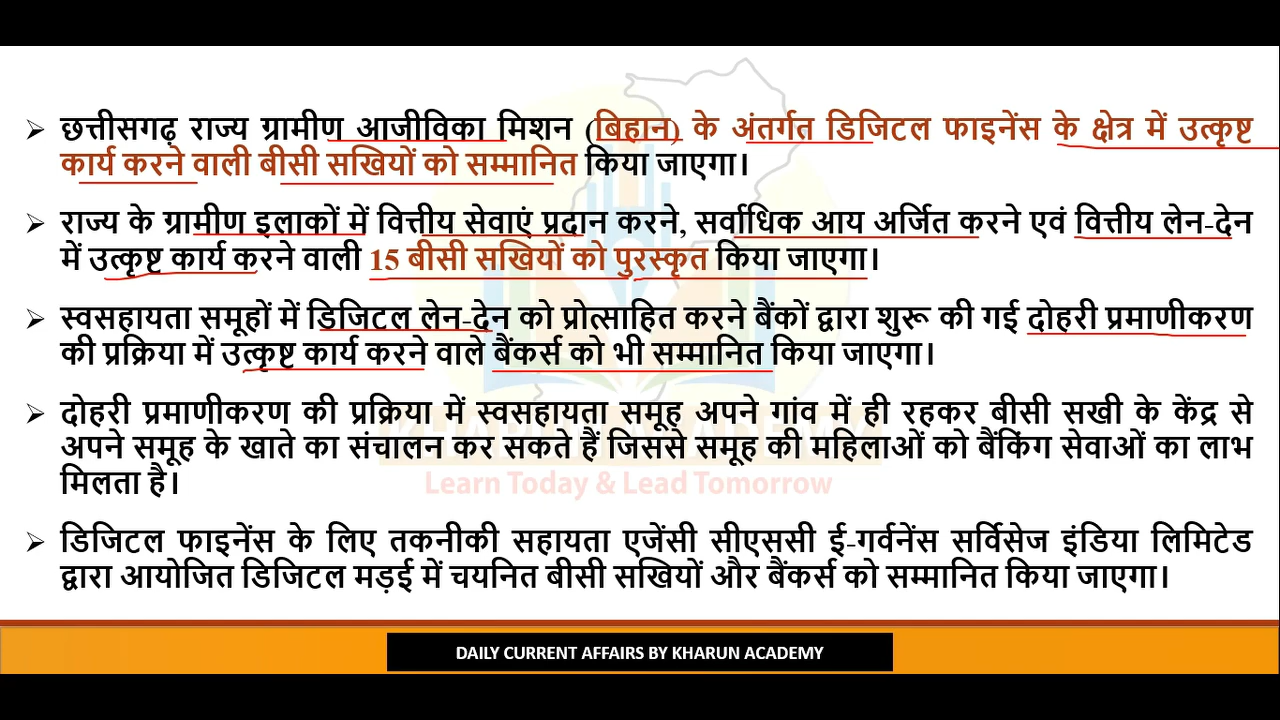 ➢ छत्तीसगढ़ राज्य ग्रामीण आजीविका मिशन (बिहान) के अंतर्गत डिजिटल फाइनेंस के क्षेत्र में उत्कृष्ट
कार्य करने वाली बीसी सखियों को सम्मानित किया जाएगा।
➢ राज्य के ग्रामीण इलाकों में वित्तीय सेवाएं प्रदान करने, सर्वाधिक आय अर्जित करने एवं वित्तीय लेन-देन
में उत्कृष्ट कार्य करने वाली 15 बीसी सखियों को पुरस्कृत किया जाएगा।
➢ स्वसहायता समूहों में डिजिटल लेन-देन को प्रोत्साहित करने बैंकों द्वारा शुरू की गई दोहरी प्रमाणीकरण
की प्रक्रिया में उत्कृष्ट कार्य करने वाले बैंकर्स को भी सम्मानित किया जाएगा।
➢ दोहरी प्रमाणीकरण की प्रक्रिया में स्वसहायता समूह अपने गांव में ही रहकर बीसी सखी के केंद्र से
अपने समूह के खाते का संचालन कर सकते हैं जिससे समूह की महिलाओं को बैंकिंग सेवाओं का लाभ
मिलता है।
KHARUN ACADEMY
Learn Today & Lead Tomorrow
➢ डिजिटल फाइनेंस के लिए तकनीकी सहायता एजेंसी सीएससी ई-गर्वनेंस सर्विसेज इंडिया लिमिटेड
द्वारा आयोजित डिजिटल मड़ई में चयनित बीसी सखियों और बैंकर्स को सम्मानित किया जाएगा।
DAILY CURRENT AFFAIRS BY KHARUN ACADEMY